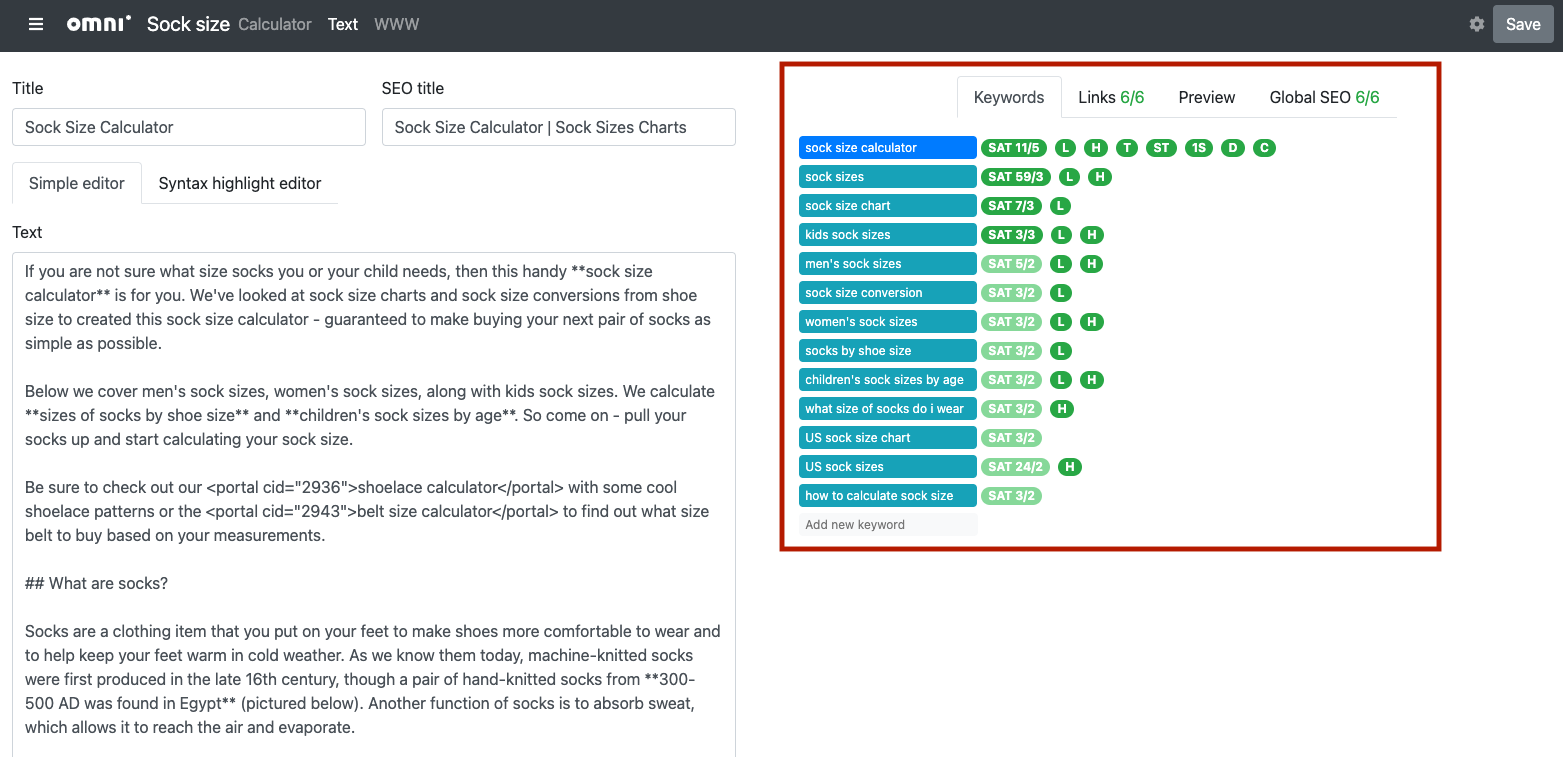 omni Sock size Calculator Text WWW Save
Title
SEO title
Sock Size Calculator
Sock Size Calculator | Sock Sizes Charts
Simple editor
Syntax highlight editor
Text
If you are not sure what size socks you or your child needs, then this handy **sock size
calculator** is for you. We've looked at sock size charts and sock size conversions from shoe
size to created this sock size calculator - guaranteed to make buying your next pair of socks as
simple as possible.
Below we cover men's sock sizes, women's sock sizes, along with kids sock sizes. We calculate
**sizes of socks by shoe size** and **children's sock sizes by age**. So come on - pull your
socks up and start calculating your sock size.
Be sure to check out our <portal cid="2936">shoelace calculator</portal> with some cool
shoelace patterns or the <portal cid="2943">belt size calculator</portal> to find out what size
belt to buy based on your measurements.
## What are socks?
Socks are a clothing item that you put on your feet to make shoes more comfortable to wear and
to help keep your feet warm in cold weather. As we know them today, machine-knitted socks
were first produced in the late 16th century, though a pair of hand-knitted socks from **300-
500 AD was found in Egypt** (pictured below). Another function of socks is to absorb sweat,
which allows it to reach the air and evaporate.
Keywords Links 6/6 Preview Global SEO 6/6
sock size calculator SAT 11/5 L H T ST 1S D C
sock sizes SAT 59/3 L H
sock size chart SAT 7/3 L
kids sock sizes SAT 3/3 L H
men's sock sizes SAT 5/2 L H
sock size conversion SAT 3/2 L
women's sock sizes SAT 3/2 L H
socks by shoe size SAT 3/2 L
children's sock sizes by age SAT 3/2 L H
what size of socks do i wear SAT 3/2 H
US sock size chart SAT 3/2
US sock sizes SAT 24/2 H
how to calculate sock size SAT 3/2
Add new keyword